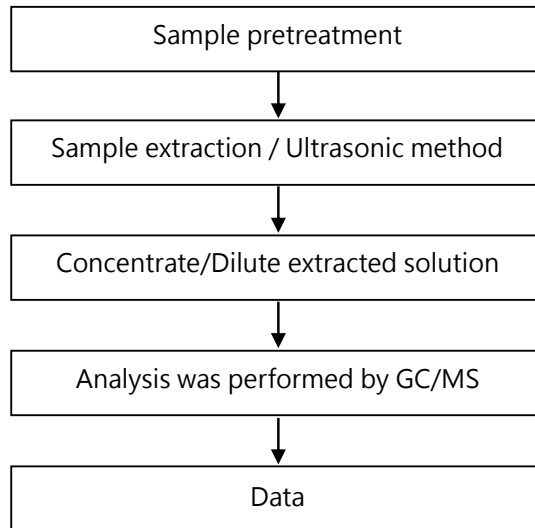 Sample pretreatment
Sample extraction / Ultrasonic method
Concentrate/Dilute extracted solution
Analysis was performed by GC/MS
Data